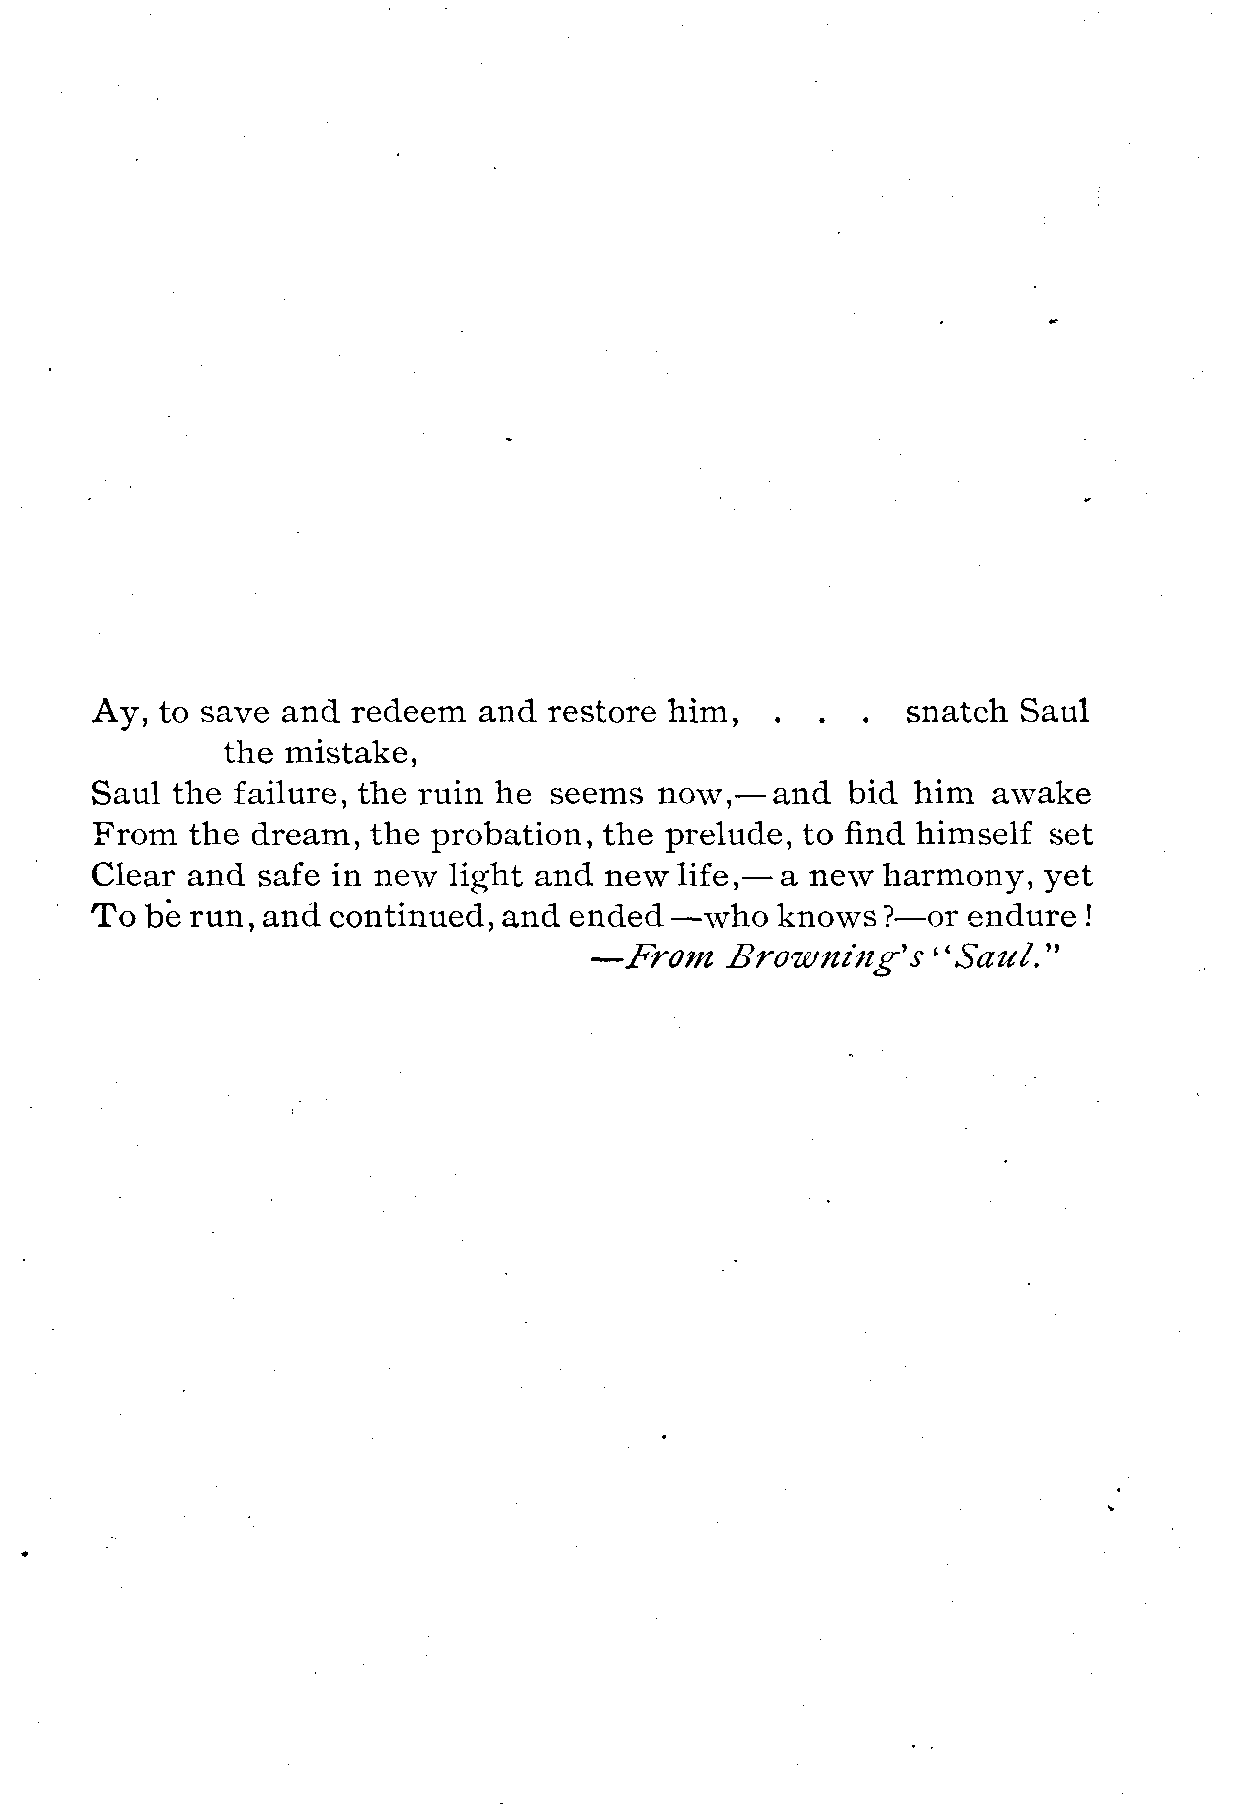 Ay, to save and redeem and restore him, . . . snatch Saul
the mistake,
Saul the failure, the ruin he seems now,—and bid him awake
From the dream, the probation, the prelude, to find himself set
Clear and safe in new light and new life,—a new harmony, yet
To be run, and continued, and ended—who knows?—or endure!
—From Browning's "Saul."